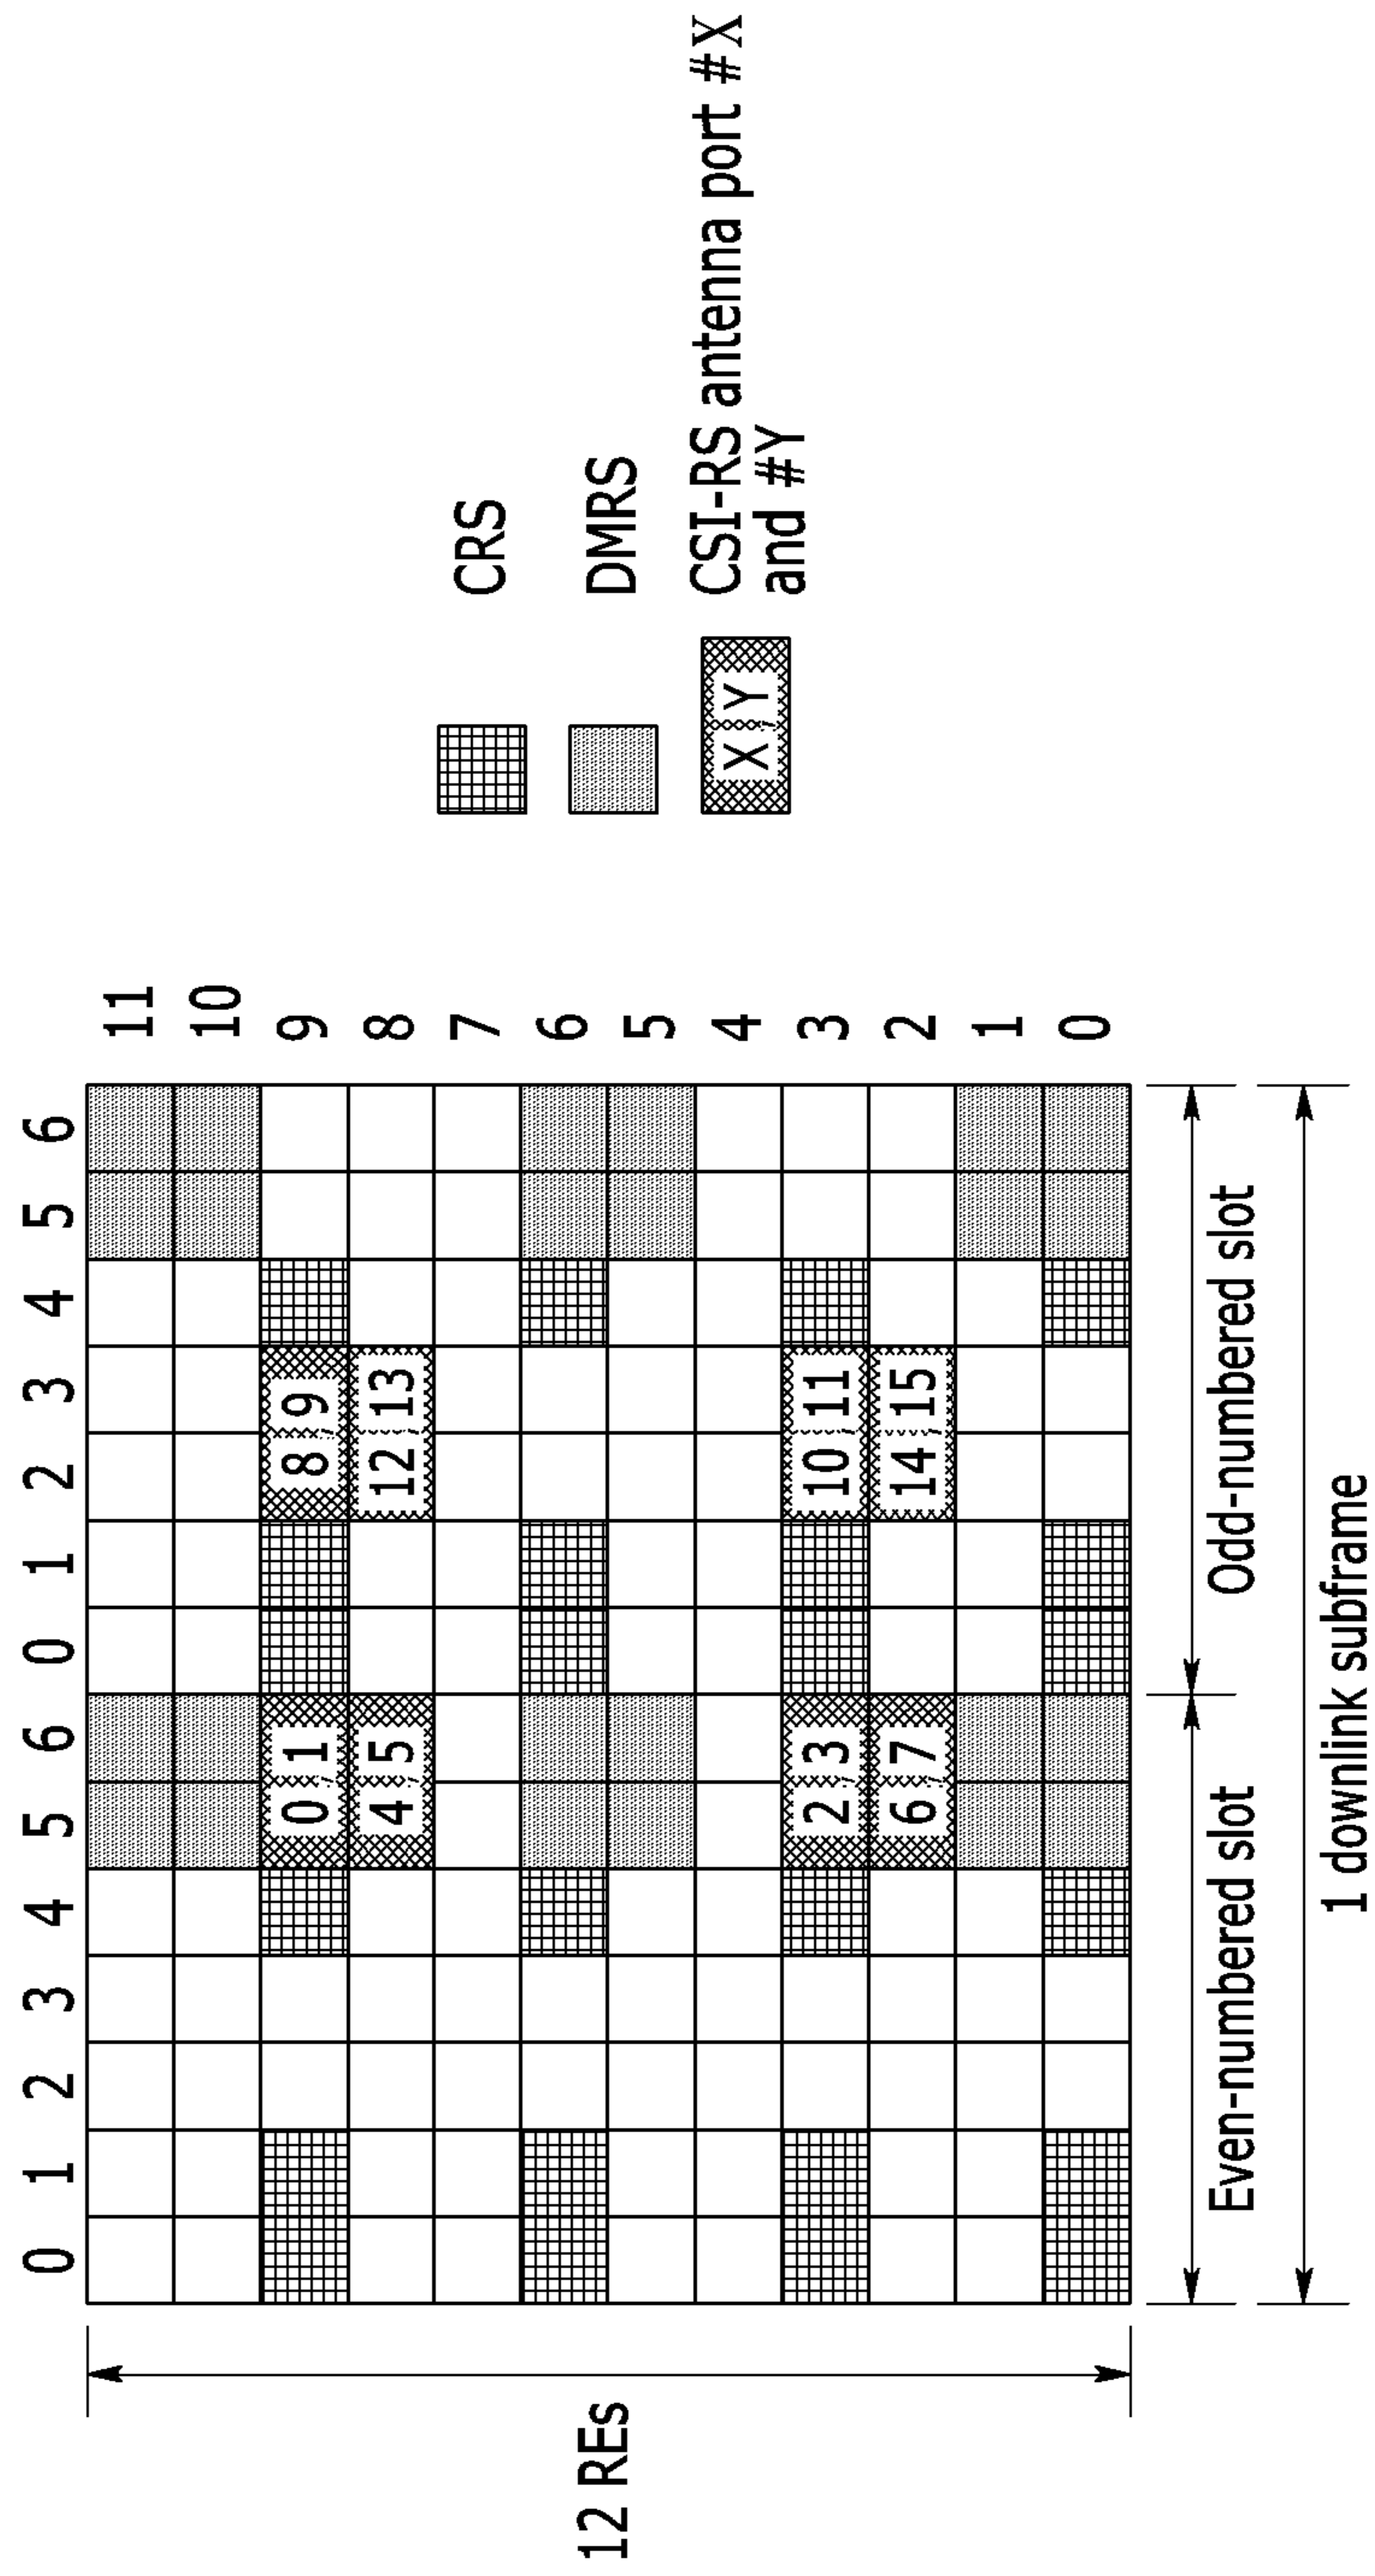 0 1 2 3 4 5 6 0 1 2 3 4 5 6
11
10
0 1 8 9 9
4 5 12 13 8
7
6
5
4
2 3 10 11 3
6 7 14 15 2
1
0
12 REs
Even-numbered slot Odd-numbered slot
1 downlink subframe
CRS
DMRS
X Y CSI-RS antenna port #X
and #Y